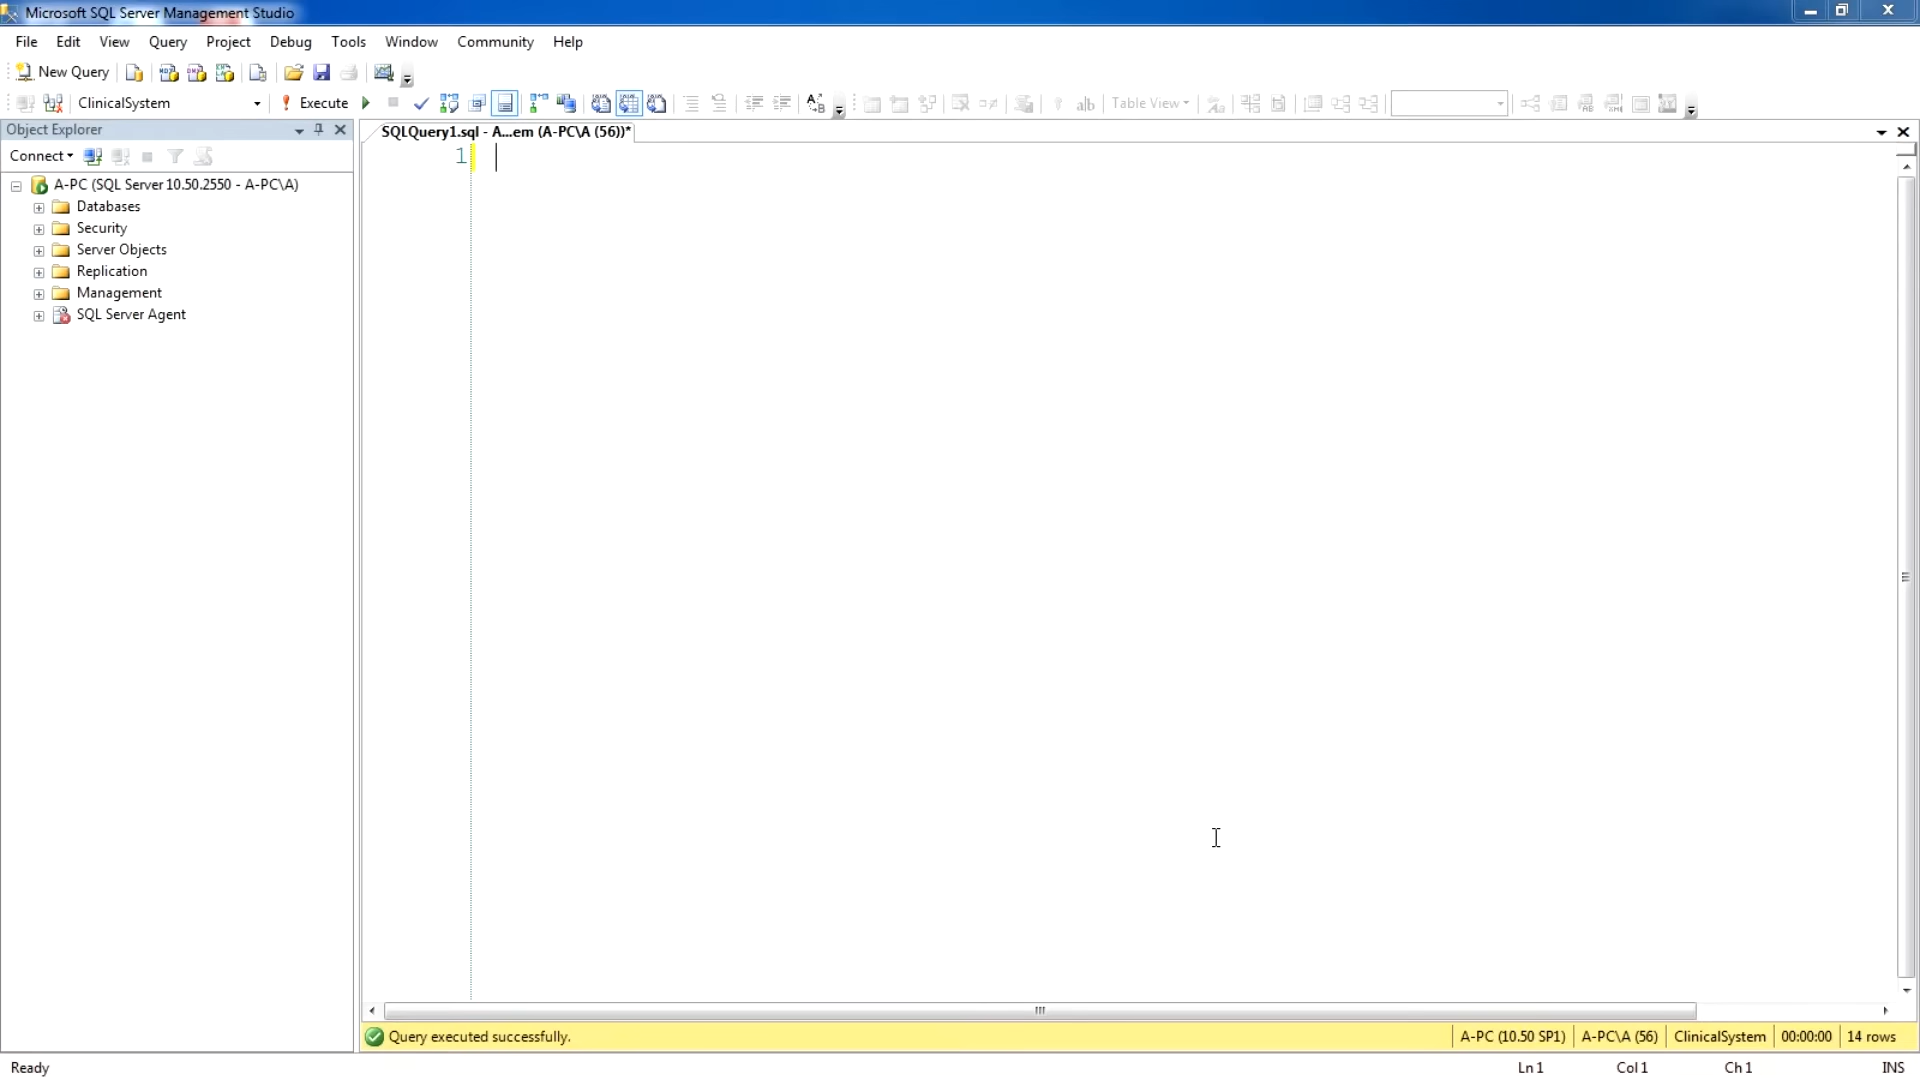 Microsoft SQL Server Management Studio
File Edit View Query Project Debug Tools Window Community Help
New Query
ClinicalSystem Execute Table View
Object Explorer
SQLQuery1.sql - A...em (A-PC\A (56))*
Connect
1
A-PC (SQL Server 10.50.2550 - A-PC\A)
Databases
Security
Server Objects
Replication
Management
SQL Server Agent
Query executed successfully. A-PC (10.50 SP1) A-PC\A (56) ClinicalSystem 00:00:00 14 rows
Ready Ln 1 Col 1 Ch 1 INS